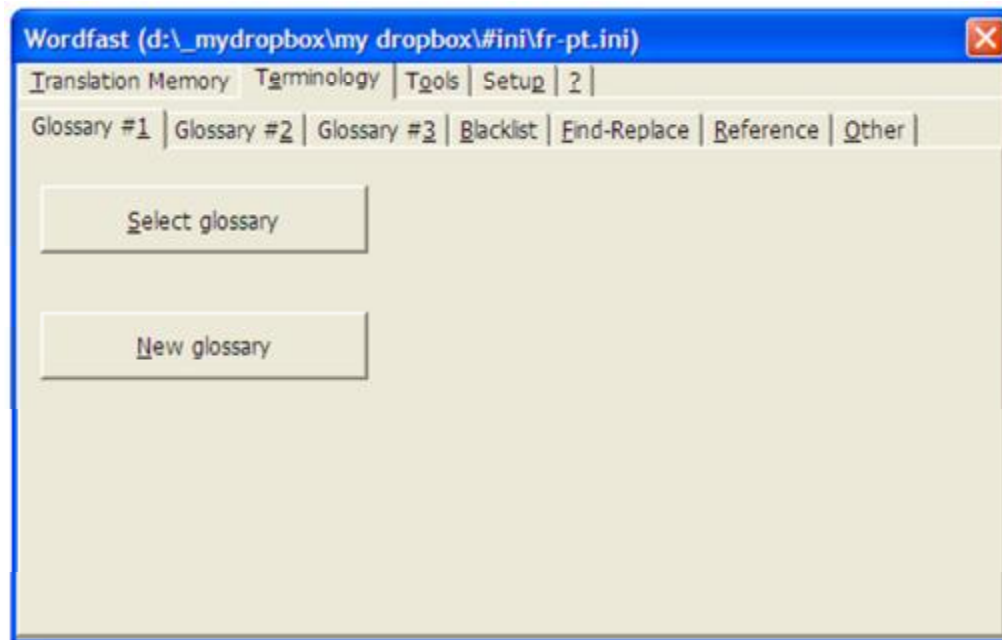 Wordfast (d:\_mydropbox\my dropbox\#ini\fr-pt.ini)
Translation Memory Terminology Tools Setup ?
Glossary #1 Glossary #2 Glossary #3 Blacklist Find-Replace Reference Other
Select glossary
New glossary